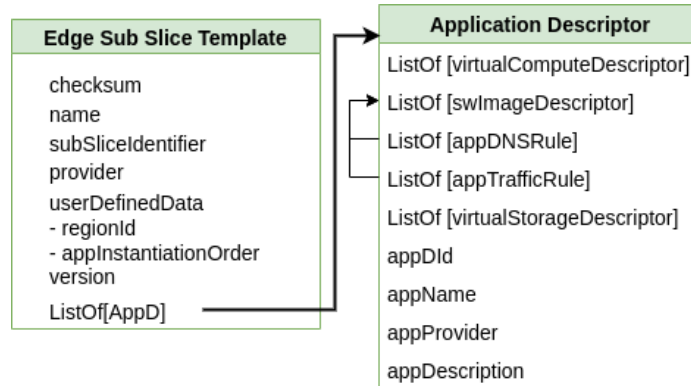 Edge Sub Slice Template
checksum
name
subSliceIdentifier
provider
userDefinedData
- regionId
- appInstantiationOrder
version
ListOf[AppD]
Application Descriptor
ListOf [virtualComputeDescriptor]
ListOf [swImageDescriptor]
ListOf [appDNSRule]
ListOf [appTrafficRule]
ListOf [virtualStorageDescriptor]
appDId
appName
appProvider
appDescription